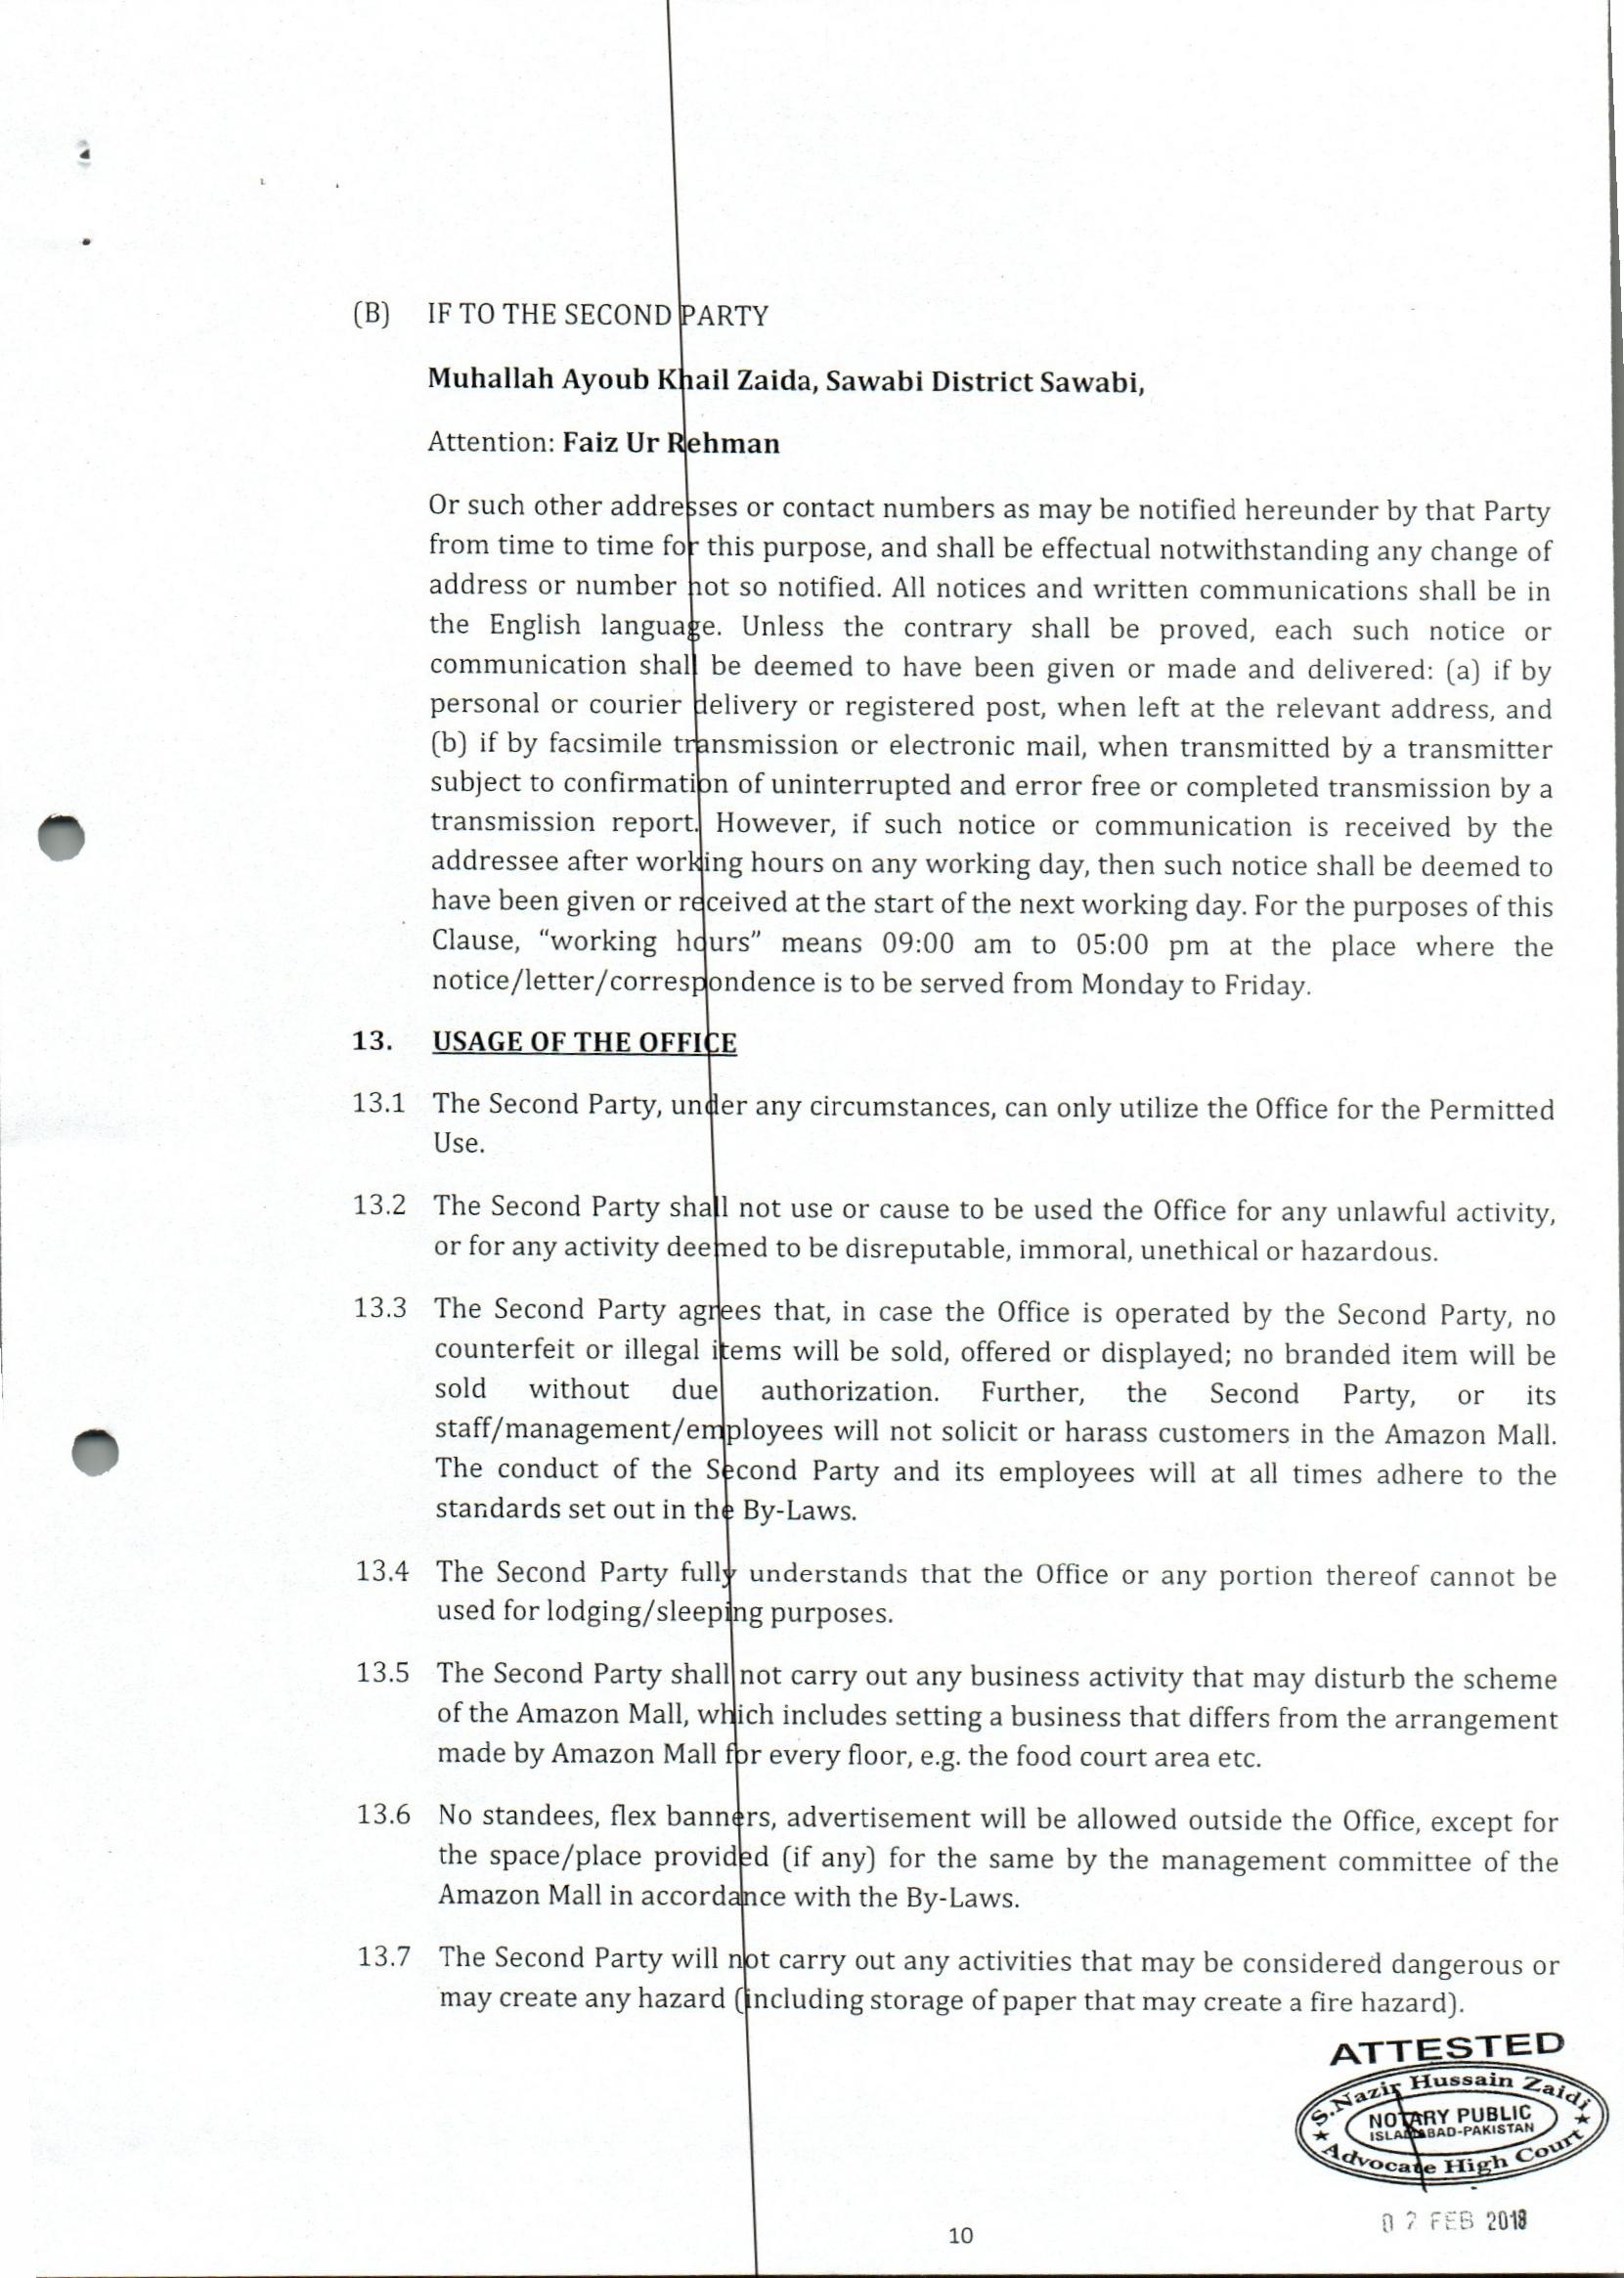 (B) IF TO THE SECOND PARTY
Muhallah Ayoub Khail Zaida, Sawabi District Sawabi,
Attention: Faiz Ur Rehman
Or such other addresses or contact numbers as may be notified hereunder by that Party
from time to time for this purpose, and shall be effectual notwithstanding any change of
address or number not so notified. All notices and written communications shall be in
the English language. Unless the contrary shall be proved, each such notice or
communication shall be deemed to have been given or made and delivered: (a) if by
personal or courier delivery or registered post, when left at the relevant address, and
(b) if by facsimile transmission or electronic mail, when transmitted by a transmitter
subject to confirmation of uninterrupted and error free or completed transmission by a
transmission report. However, if such notice or communication is received by the
addressee after working hours on any working day, then such notice shall be deemed to
have been given or received at the start of the next working day. For the purposes of this
Clause, “working hours” means 09:00 am to 05:00 pm at the place where the
notice/letter/correspondence is to be served from Monday to Friday.
13. USAGE OF THE OFFICE
13.1 The Second Party, under any circumstances, can only utilize the Office for the Permitted
Use.
13.2 The Second Party shall not use or cause to be used the Office for any unlawful activity,
or for any activity deemed to be disreputable, immoral, unethical or hazardous.
13.3 The Second Party agrees that, in case the Office is operated by the Second Party, no
counterfeit or illegal items will be sold, offered or displayed; no branded item will be
sold without due authorization. Further, the Second Party, or its
staff/management/employees will not solicit or harass customers in the Amazon Mall.
The conduct of the Second Party and its employees will at all times adhere to the
standards set out in the By-Laws.
13.4 The Second Party fully understands that the Office or any portion thereof cannot be
used for lodging/sleeping purposes.
13.5 The Second Party shall not carry out any business activity that may disturb the scheme
of the Amazon Mall, which includes setting a business that differs from the arrangement
made by Amazon Mall for every floor, e.g. the food court area etc.
13.6 No standees, flex banners, advertisement will be allowed outside the Office, except for
the space/place provided (if any) for the same by the management committee of the
Amazon Mall in accordance with the By-Laws.
13.7 The Second Party will not carry out any activities that may be considered dangerous or
may create any hazard (including storage of paper that may create a fire hazard).
ATTESTED
S.Nazir Hussain Zaidi
NOTARY PUBLIC
ISLAMABAD-PAKISTAN
Advocate High Court
02 FEB 2018
10